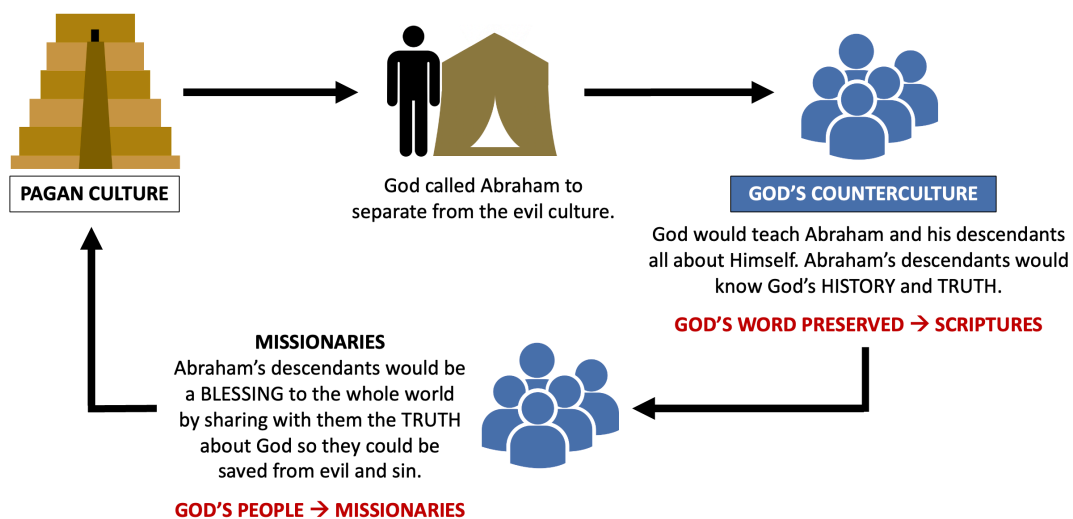 PAGAN CULTURE
God called Abraham to
separate from the evil culture.
GOD’S COUNTERCULTURE
God would teach Abraham and his descendants
all about Himself. Abraham’s descendants would
know God’s HISTORY and TRUTH.
GOD’S WORD PRESERVED → SCRIPTURES
MISSIONARIES
Abraham’s descendants would be
a BLESSING to the whole world
by sharing with them the TRUTH
about God so they could be
saved from evil and sin.
GOD’S PEOPLE → MISSIONARIES